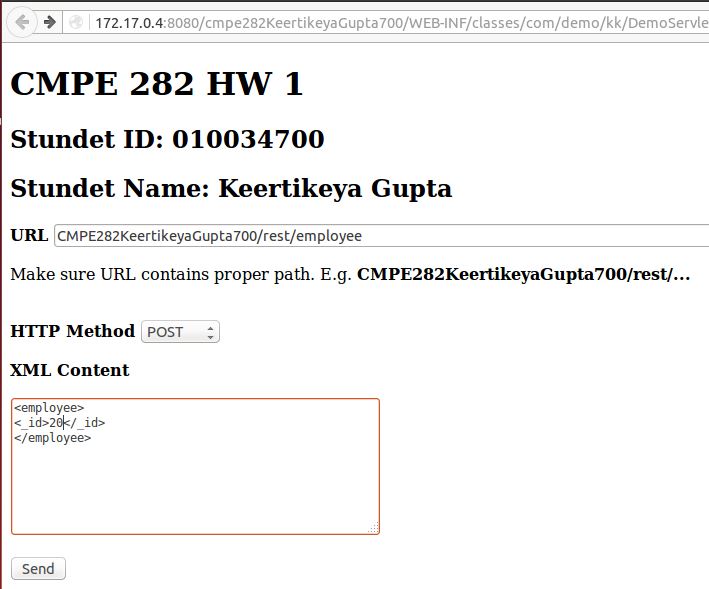 172.17.0.4:8080/cmpe282KeertikeyaGupta700/WEB-INF/classes/com/demo/kk/DemoServle
CMPE 282 HW 1
Stundet ID: 010034700
Stundet Name: Keertikeya Gupta
URL CMPE282KeertikeyaGupta700/rest/employee
Make sure URL contains proper path. E.g. CMPE282KeertikeyaGupta700/rest/...
HTTP Method POST
XML Content
<employee>
<_id>20</_id>
</employee>
Send